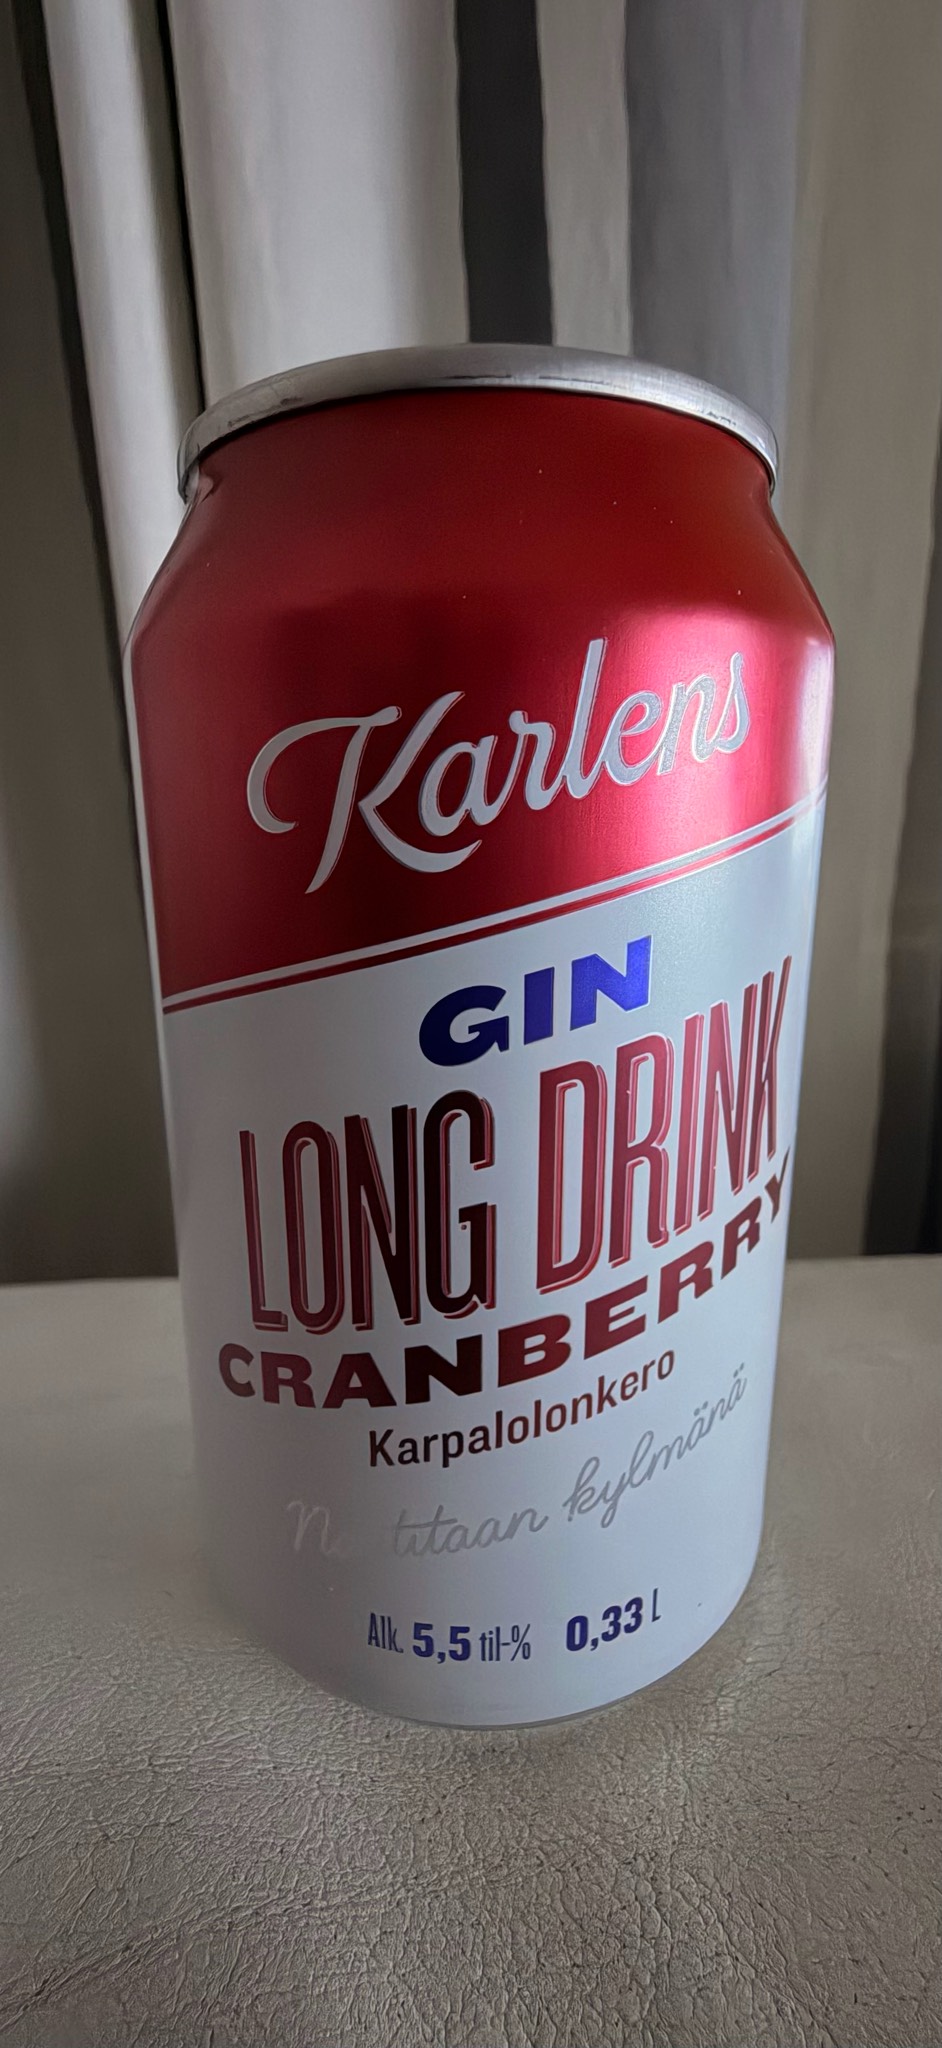 Karlens
GIN
LONG DRINK
CRANBERRY
Karpalolonkero
kylmänä
Alk. 5,5 til-% 0,33 L